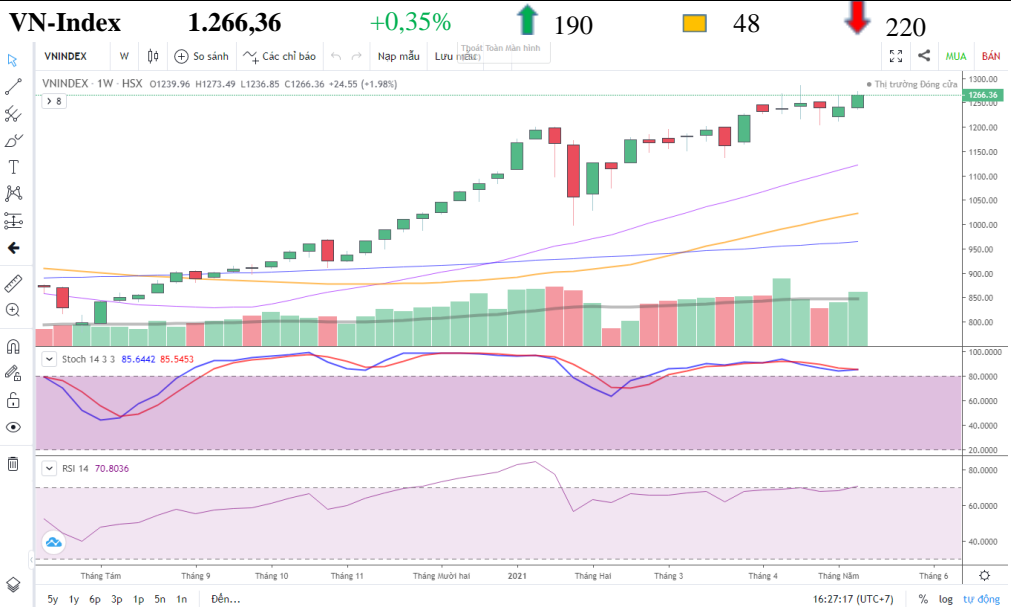 VN-Index 1.266,36 +0,35% 190 48 220
VNINDEX W So sánh Các chỉ báo Nạp mẫu Thoát Toàn Màn hình MUA BÁN
VNINDEX · 1W · HSX O1239.96 H1273.49 L1236.85 C1266.36 +24.55 (+1.98%)
Thị trường Đóng cửa
8
1300.00
1266.36
1250.00
1200.00
1150.00
1100.00
1050.00
1000.00
950.00
900.00
850.00
800.00
Stoch 14 3 3 85.6442 85.5453
100.0000
80.0000
60.0000
40.0000
20.0000
RSI 14 70.8036
80.0000
60.0000
40.0000
Tháng Tám Tháng 9 Tháng 10 Tháng 11 Tháng Mười hai 2021 Tháng Hai Tháng 3 Tháng 4 Tháng Năm Tháng 6
5y 1y 6p 3p 1p 5n 1n Đến... 16:27:17 (UTC+7) % log tự động